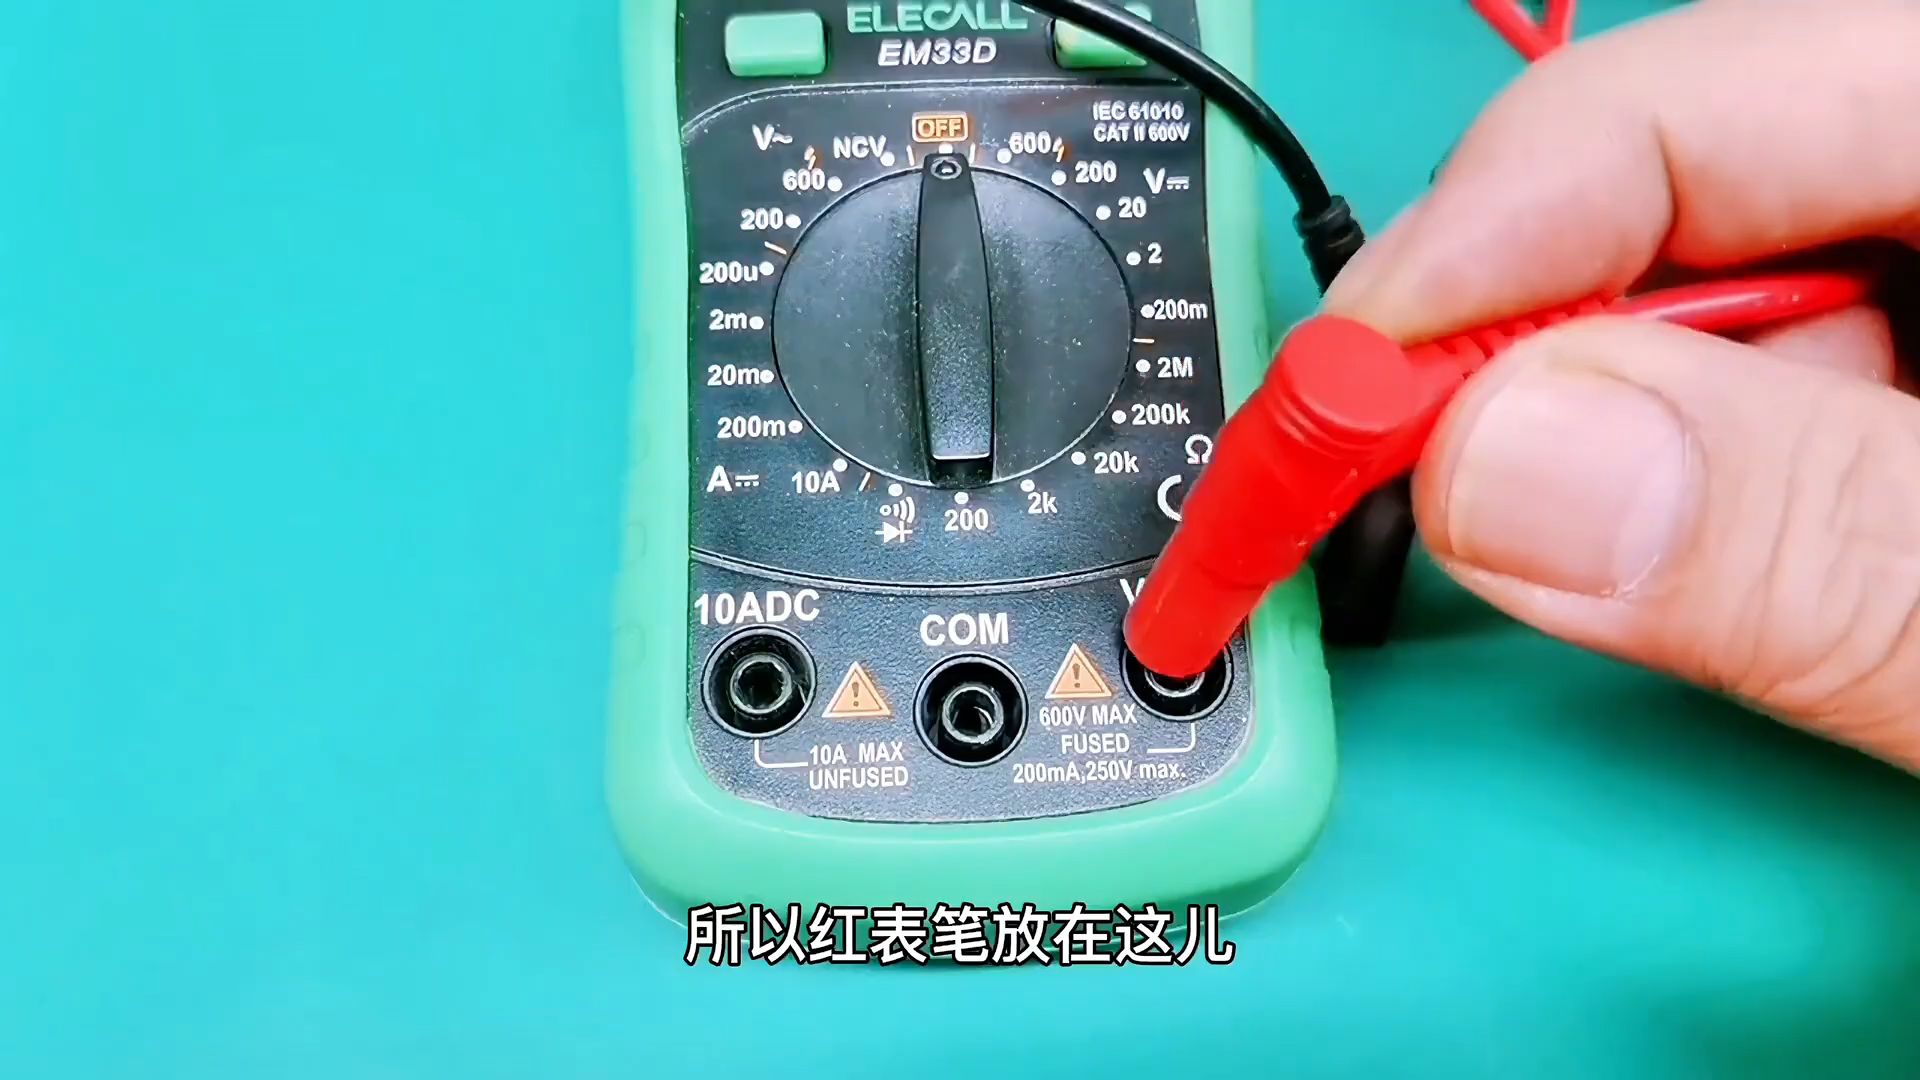 ELECALL
EM33D
IEC 61010
CAT II 600V
OFF
V~
NCV
600
600
200
V⎓
200
20
2
200u
200m
2m
2M
20m
200k
200m
Ω
20k
A⎓
10A
2k
200
10ADC
COM
V
600V MAX
FUSED
10A MAX
UNFUSED
200mA,250V max.
所以红表笔放在这儿